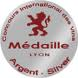 Concours International des Vins
Médaille
LYON
Argent - Silver